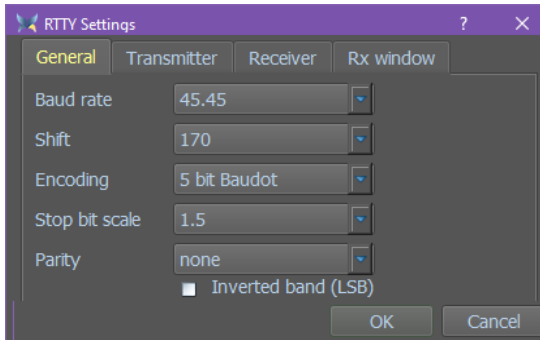 RTTY Settings ?
General Transmitter Receiver Rx window
Baud rate 45.45
Shift 170
Encoding 5 bit Baudot
Stop bit scale 1.5
Parity none
Inverted band (LSB)
OK Cancel